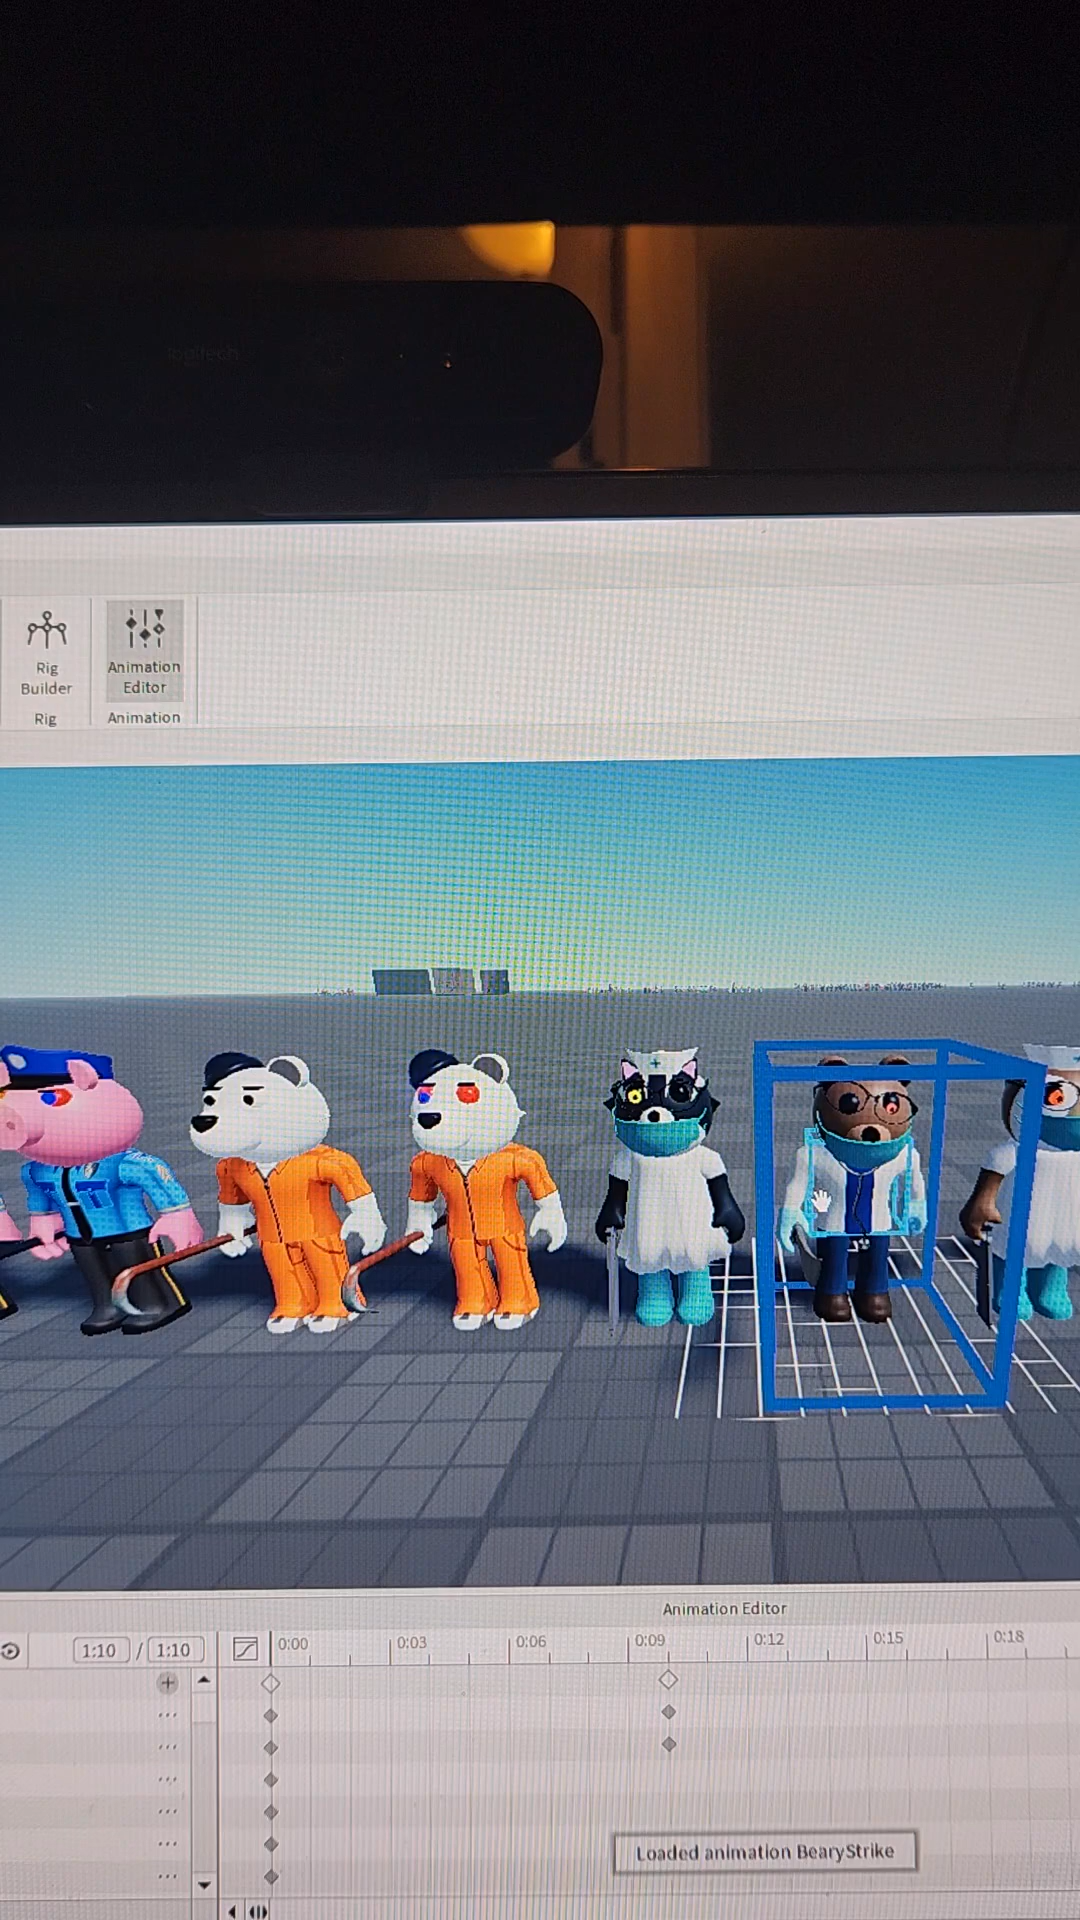 logitech
Rig
Builder
Animation
Editor
Rig
Animation
Animation Editor
1:10 / 1:10
0:00 0:03 0:06 0:09 0:12 0:15 0:18
Loaded animation BearyStrike